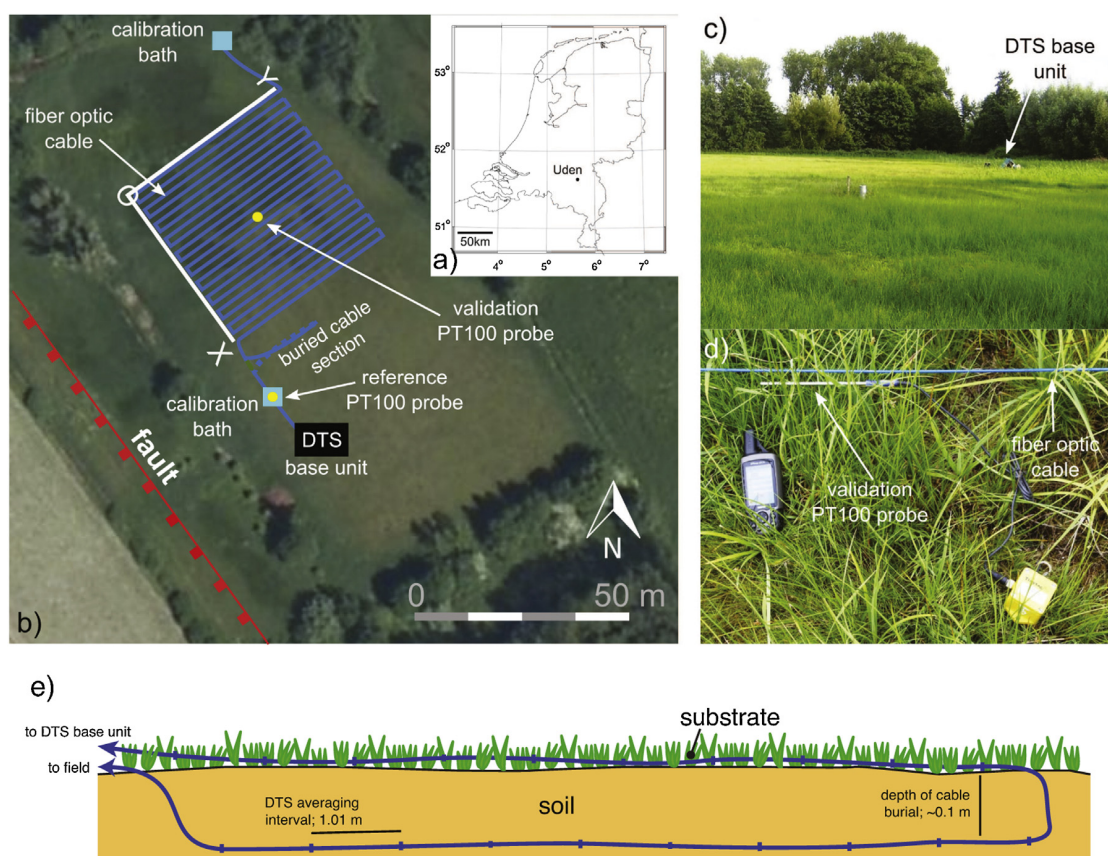 calibration
bath
fiber optic
cable
Y
X
validation
PT100 probe
buried cable
section
reference
PT100 probe
calibration
bath
DTS
base unit
fault
N
0
50 m
b)
53°
52°
51°
Uden
50km
4°
5°
6°
7°
a)
c)
DTS base
unit
d)
validation
PT100 probe
fiber optic
cable
e)
to DTS base unit
to field
substrate
DTS averaging
interval; 1.01 m
soil
depth of cable
burial; ~0.1 m